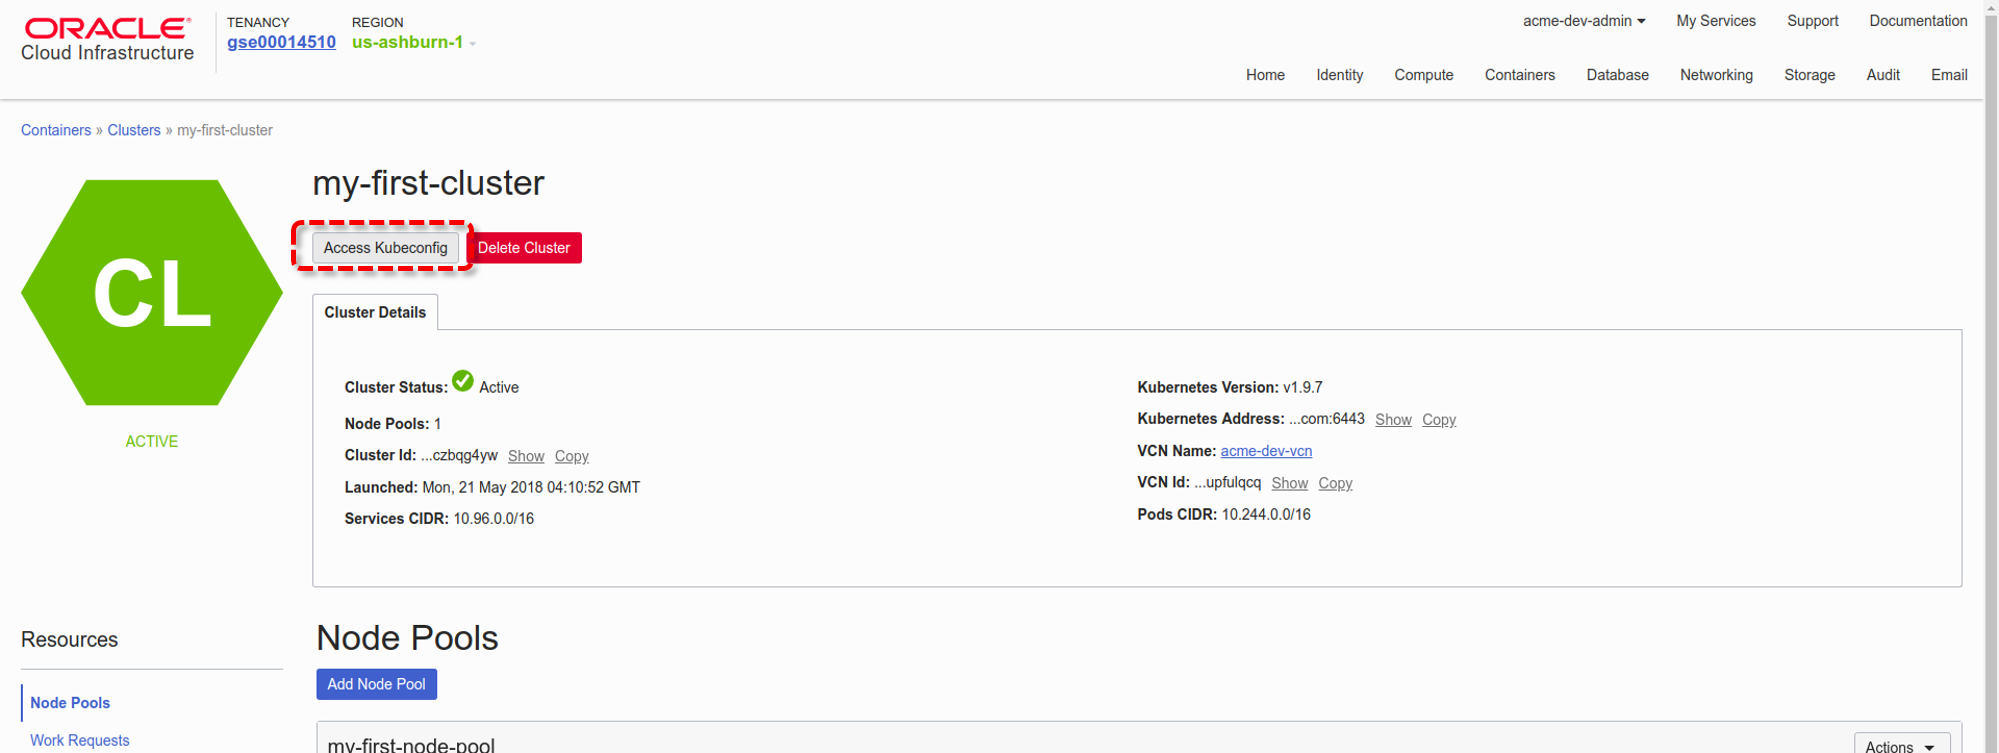 ORACLE®
Cloud Infrastructure
TENANCY
gse00014510
REGION
us-ashburn-1
acme-dev-admin My Services Support Documentation
Home Identity Compute Containers Database Networking Storage Audit Email
Containers » Clusters » my-first-cluster
CL
ACTIVE
my-first-cluster
Access Kubeconfig Delete Cluster
Cluster Details
Cluster Status: Active
Node Pools: 1
Cluster Id: ...czbqg4yw Show Copy
Launched: Mon, 21 May 2018 04:10:52 GMT
Services CIDR: 10.96.0.0/16
Kubernetes Version: v1.9.7
Kubernetes Address: ...com:6443 Show Copy
VCN Name: acme-dev-vcn
VCN Id: ...upfulqcq Show Copy
Pods CIDR: 10.244.0.0/16
Resources
Node Pools
Work Requests
Node Pools
Add Node Pool
my-first-node-pool
Actions